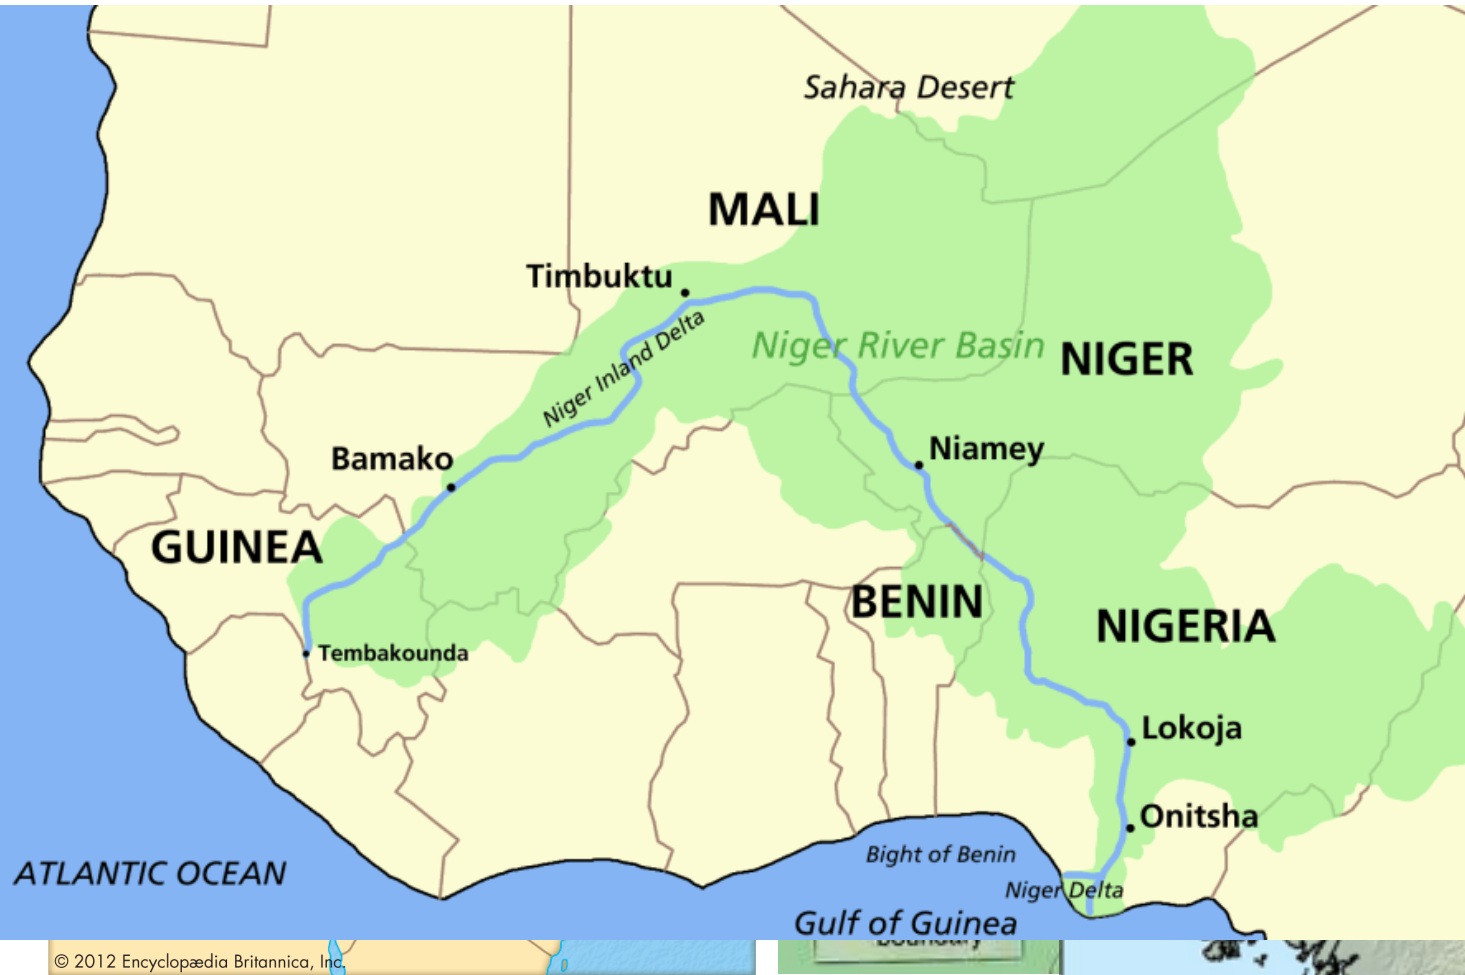 Sahara Desert
MALI
Timbuktu
Niger Inland Delta
Niger River Basin
NIGER
Bamako
Niamey
GUINEA
BENIN
NIGERIA
Tembakounda
Lokoja
Onitsha
Bight of Benin
ATLANTIC OCEAN
Niger Delta
Gulf of Guinea
© 2012 Encyclopædia Britannica, Inc.